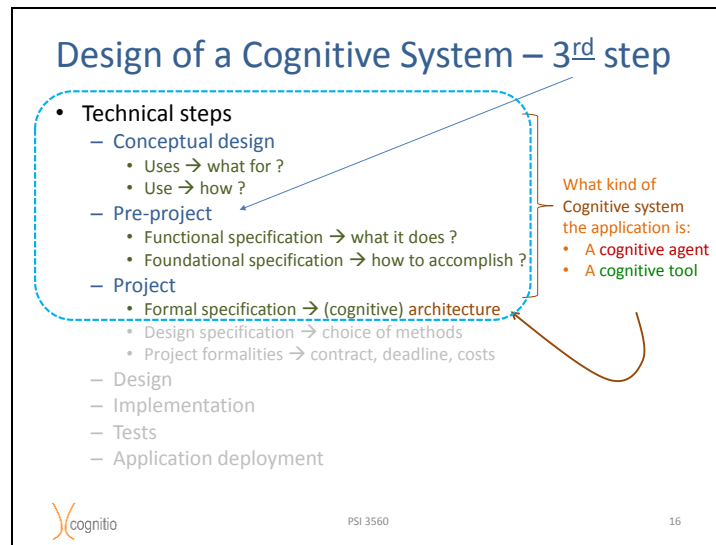 Design of a Cognitive System – 3rd step
• Technical steps
– Conceptual design
• Uses → what for ?
• Use → how ?
– Pre-project
• Functional specification → what it does ?
• Foundational specification → how to accomplish ?
– Project
• Formal specification → (cognitive) architecture
• Design specification → choice of methods
• Project formalities → contract, deadline, costs
– Design
– Implementation
– Tests
– Application deployment
What kind of
Cognitive system
the application is:
• A cognitive agent
• A cognitive tool
cognitio
PSI 3560
16